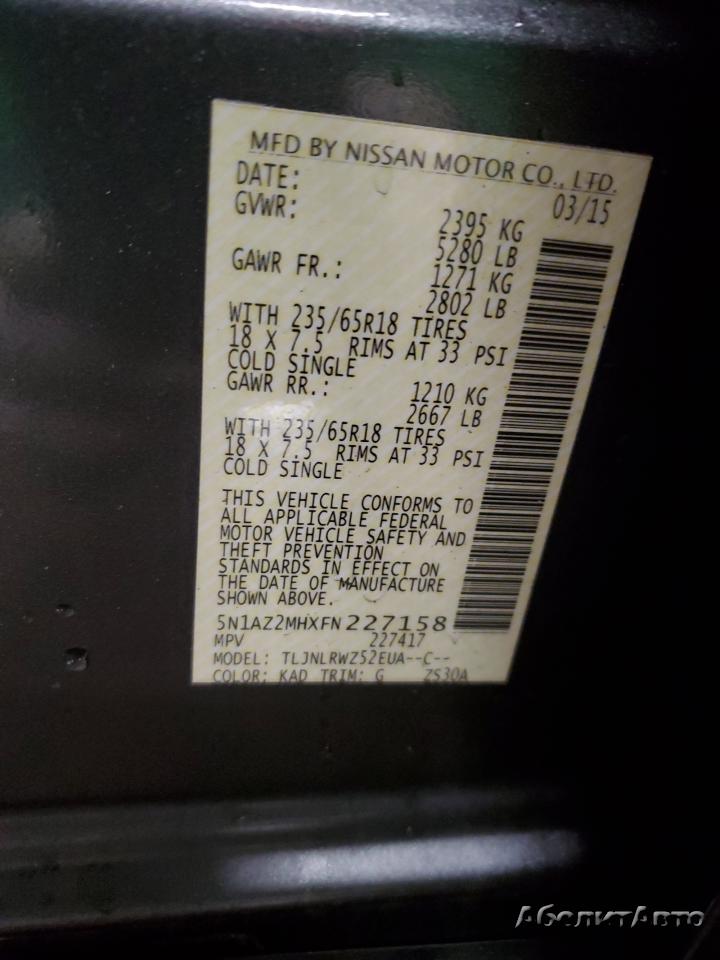 MFD BY NISSAN MOTOR CO., LTD.
DATE: 03/15
GVWR: 2395 KG
5280 LB
GAWR FR.: 1271 KG
2802 LB
WITH 235/65R18 TIRES
18 X 7.5 RIMS AT 33 PSI
COLD SINGLE
GAWR RR.: 1210 KG
2667 LB
WITH 235/65R18 TIRES
18 X 7.5 RIMS AT 33 PSI
COLD SINGLE
THIS VEHICLE CONFORMS TO
ALL APPLICABLE FEDERAL
MOTOR VEHICLE SAFETY AND
THEFT PREVENTION
STANDARDS IN EFFECT ON
THE DATE OF MANUFACTURE
SHOWN ABOVE.
5N1AZ2MHXFN227158
MPV 227417
MODEL: TLJNLRWZ52EUA--C--
COLOR: KAD TRIM: G ZS30A
АболитАвто